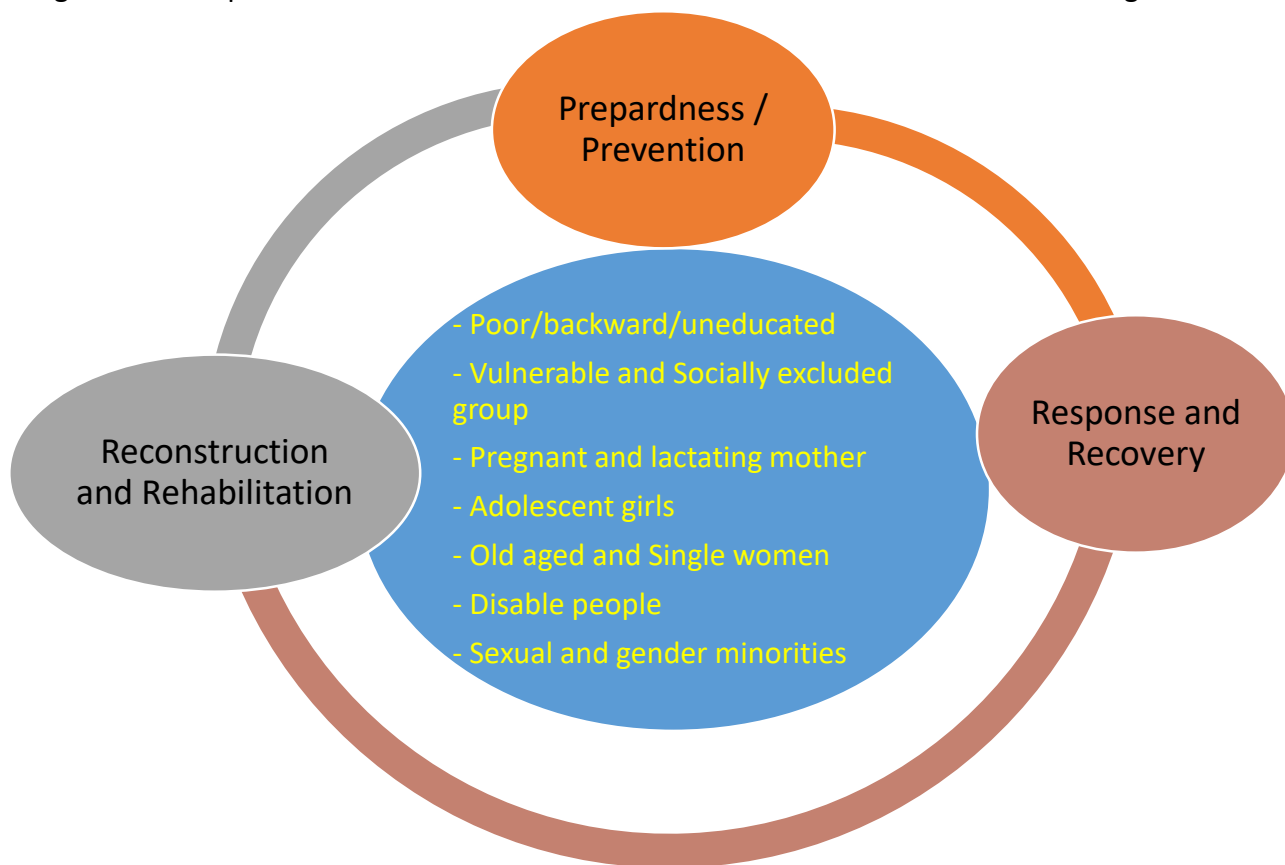 Prepardness /
Prevention
- Poor/backward/uneducated
- Vulnerable and Socially excluded
group
- Pregnant and lactating mother
- Adolescent girls
- Old aged and Single women
- Disable people
- Sexual and gender minorities
Response and
Recovery
Reconstruction
and Rehabilitation